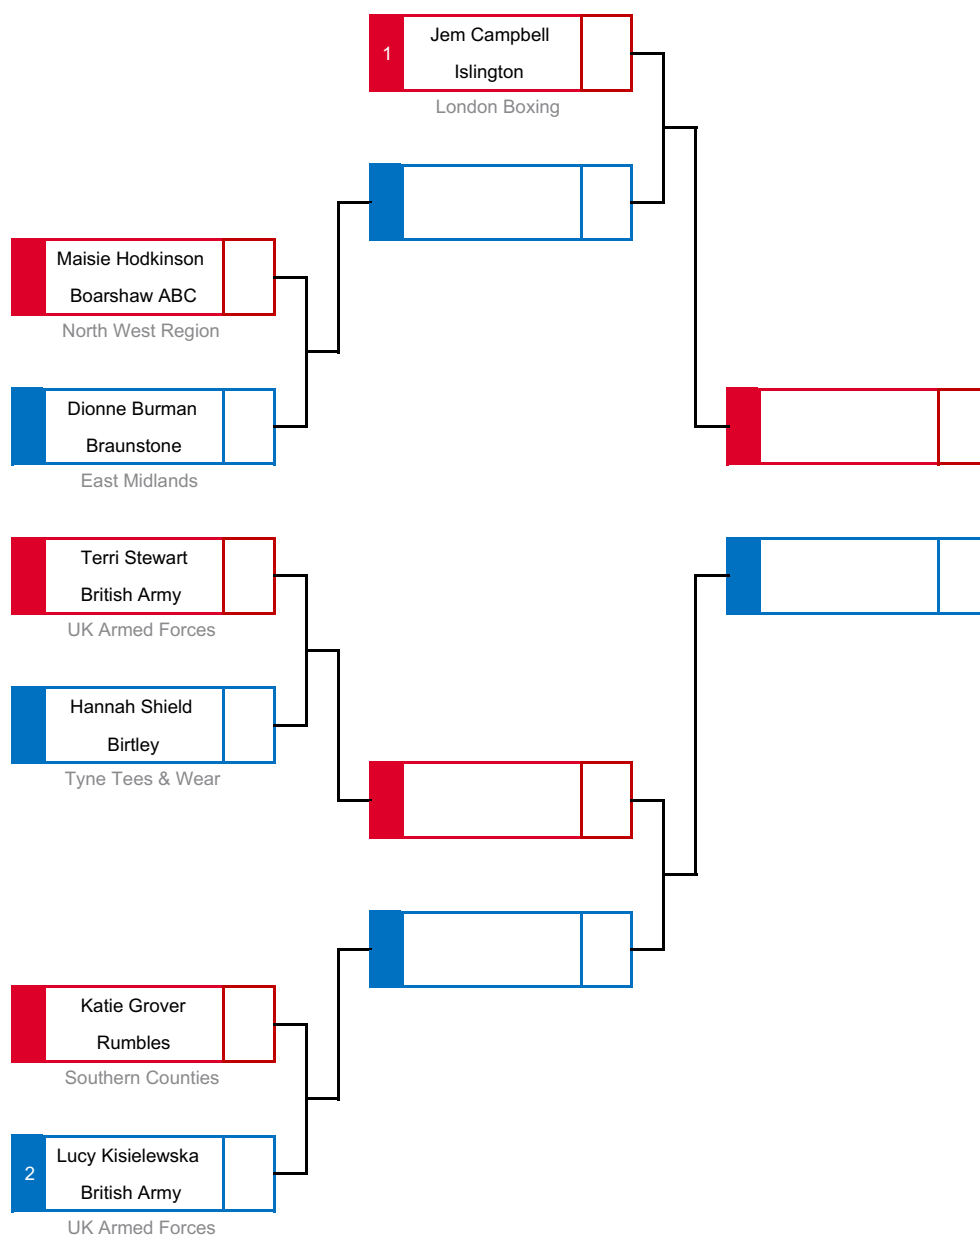 1
Jem Campbell
Islington
London Boxing
Maisie Hodkinson
Boarshaw ABC
North West Region
Dionne Burman
Braunstone
East Midlands
Terri Stewart
British Army
UK Armed Forces
Hannah Shield
Birtley
Tyne Tees & Wear
Katie Grover
Rumbles
Southern Counties
2
Lucy Kisielewska
British Army
UK Armed Forces